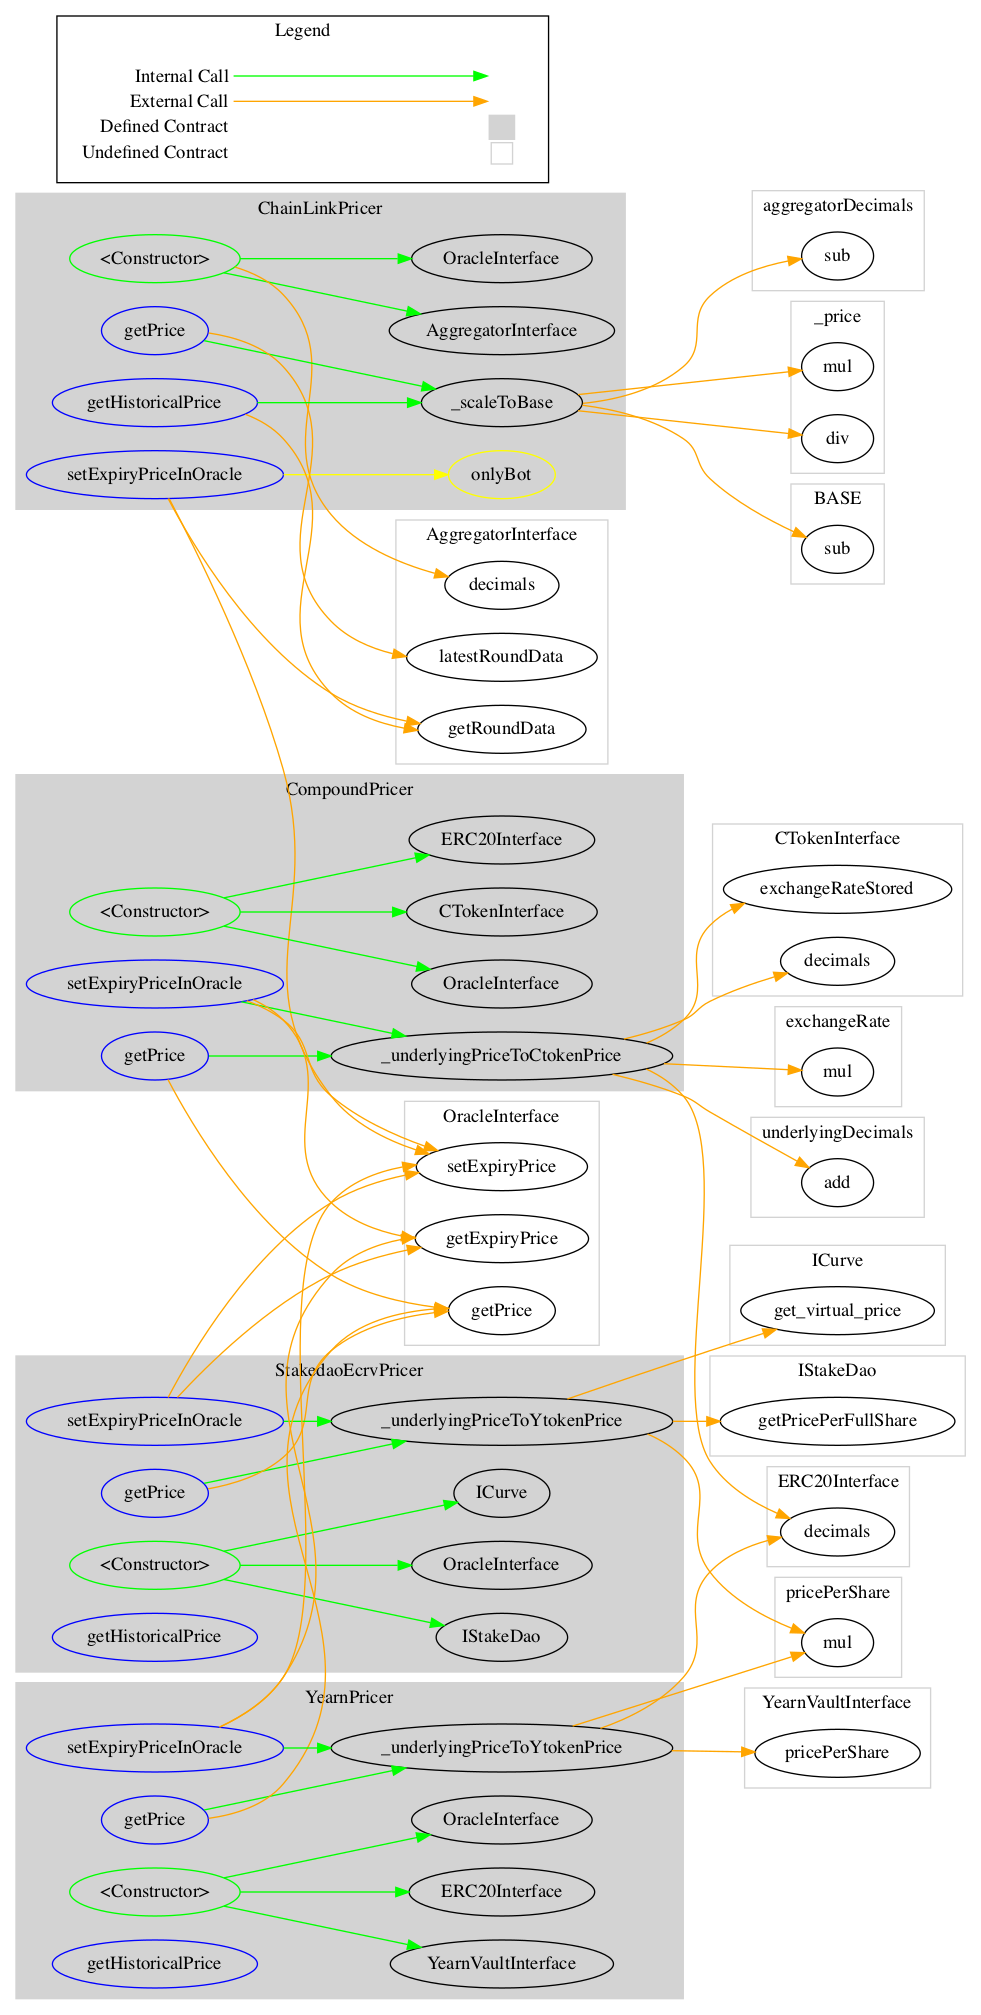 Legend
Internal Call
External Call
Defined Contract
Undefined Contract
ChainLinkPricer
<Constructor>
OracleInterface
getPrice
AggregatorInterface
getHistoricalPrice
_scaleToBase
setExpiryPriceInOracle
onlyBot
aggregatorDecimals
sub
_price
mul
div
BASE
sub
AggregatorInterface
decimals
latestRoundData
getRoundData
CompoundPricer
ERC20Interface
<Constructor>
CTokenInterface
setExpiryPriceInOracle
OracleInterface
getPrice
_underlyingPriceToCtokenPrice
CTokenInterface
exchangeRateStored
decimals
exchangeRate
mul
underlyingDecimals
add
OracleInterface
setExpiryPrice
getExpiryPrice
getPrice
ICurve
get_virtual_price
StakedaoEcrvPricer
setExpiryPriceInOracle
_underlyingPriceToYtokenPrice
getPrice
ICurve
<Constructor>
OracleInterface
getHistoricalPrice
IStakeDao
IStakeDao
getPricePerFullShare
ERC20Interface
decimals
pricePerShare
mul
YearnPricer
setExpiryPriceInOracle
_underlyingPriceToYtokenPrice
getPrice
OracleInterface
<Constructor>
ERC20Interface
getHistoricalPrice
YearnVaultInterface
YearnVaultInterface
pricePerShare